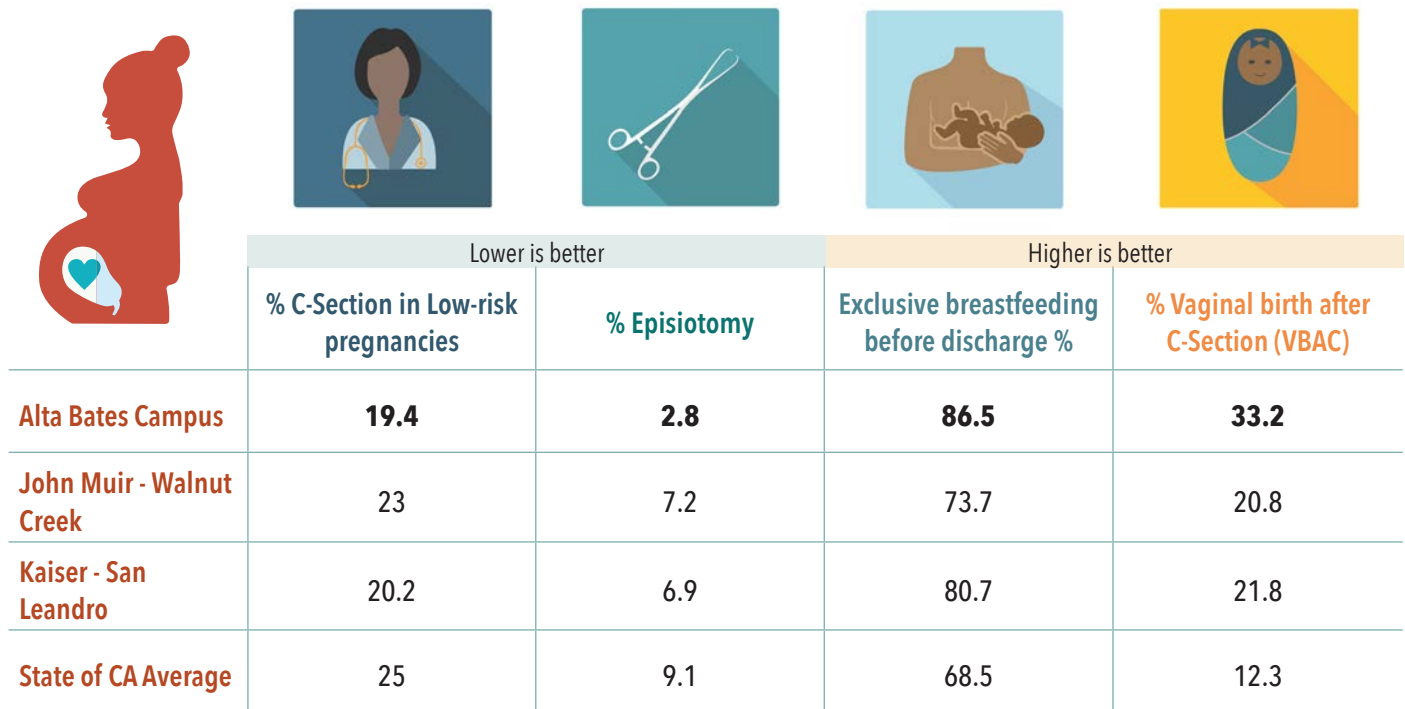 Lower is better
Higher is better
% C-Section in Low-risk
pregnancies
% Episiotomy
Exclusive breastfeeding
before discharge %
% Vaginal birth after
C-Section (VBAC)
Alta Bates Campus
19.4
2.8
86.5
33.2
John Muir - Walnut
Creek
23
7.2
73.7
20.8
Kaiser - San
Leandro
20.2
6.9
80.7
21.8
State of CA Average
25
9.1
68.5
12.3